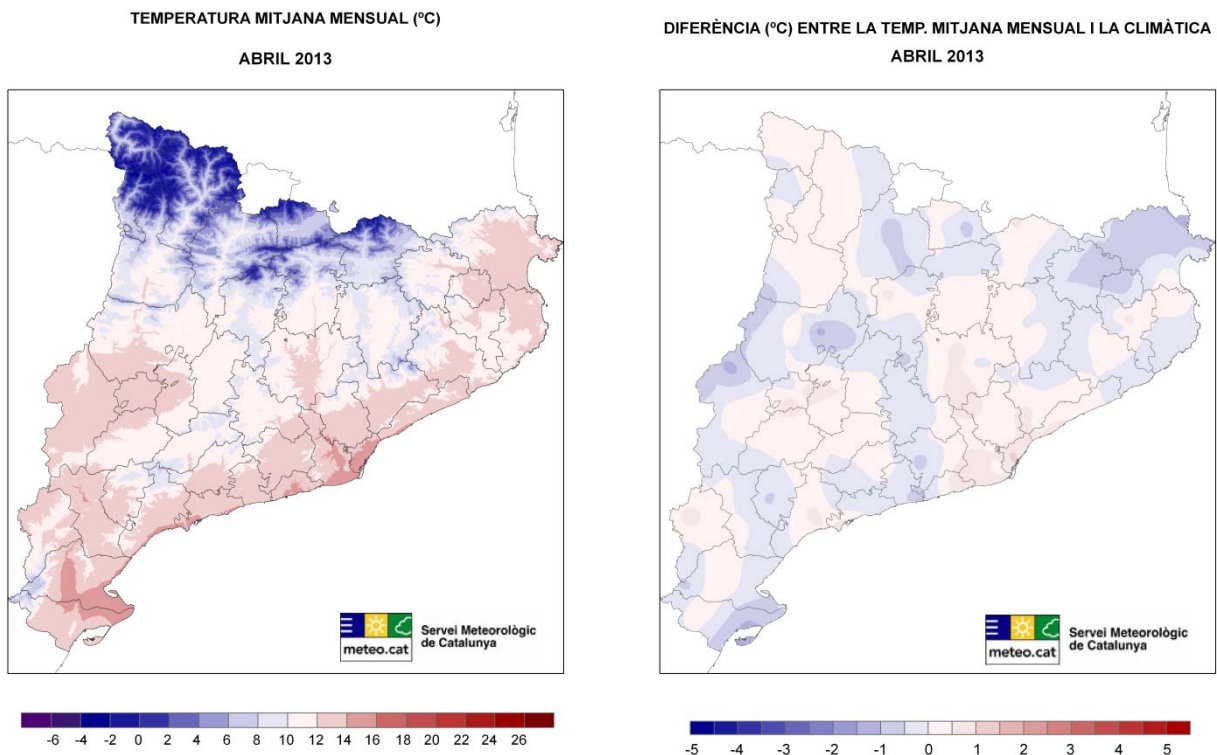 TEMPERATURA MITJANA MENSUAL (ºC)
ABRIL 2013
meteo.cat
Servei Meteorològic
de Catalunya
-6 -4 -2 0 2 4 6 8 10 12 14 16 18 20 22 24 26
DIFERÈNCIA (ºC) ENTRE LA TEMP. MITJANA MENSUAL I LA CLIMÀTICA
ABRIL 2013
meteo.cat
Servei Meteorològic
de Catalunya
-5 -4 -3 -2 -1 0 1 2 3 4 5